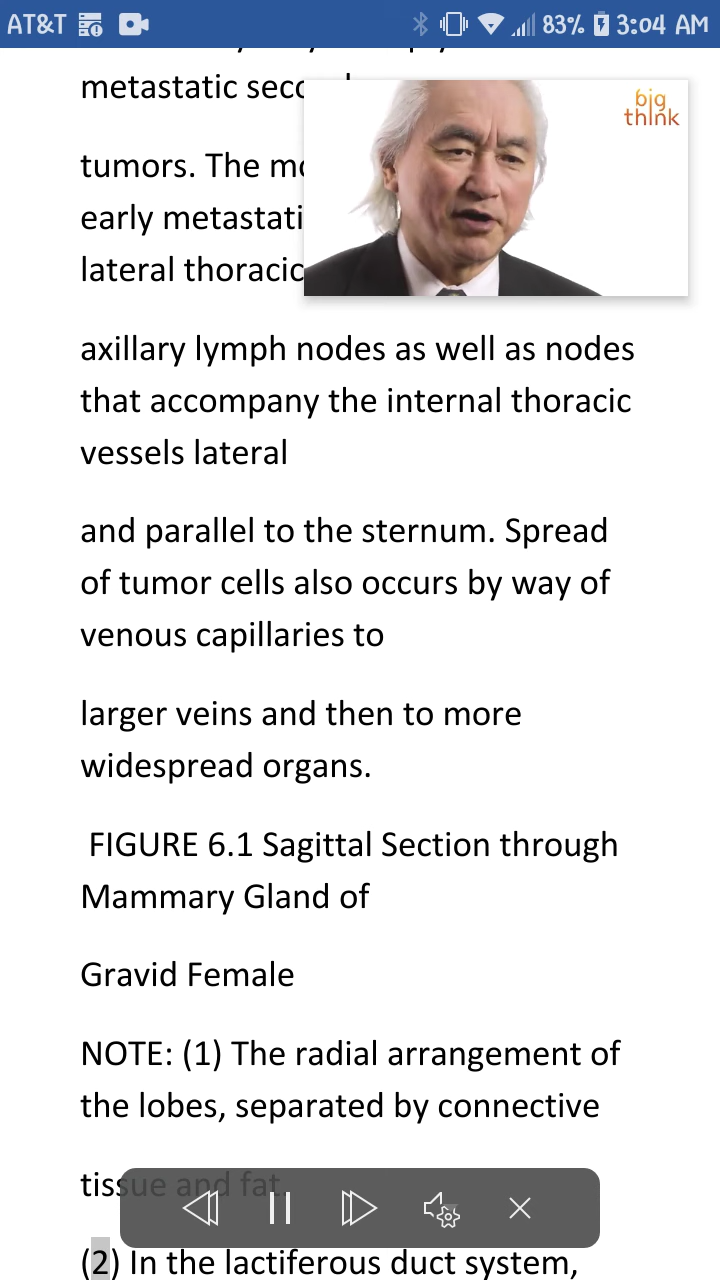 AT&T 83% 3:04 AM
metastatic
big
think
tumors. The
early
lateral thoracic
axillary lymph nodes as well as nodes
that accompany the internal thoracic
vessels lateral
and parallel to the sternum. Spread
of tumor cells also occurs by way of
venous capillaries to
larger veins and then to more
widespread organs.
FIGURE 6.1 Sagittal Section through
Mammary Gland of
Gravid Female
NOTE: (1) The radial arrangement of
the lobes, separated by connective
tissue and fat.
(2) In the lactiferous duct system,